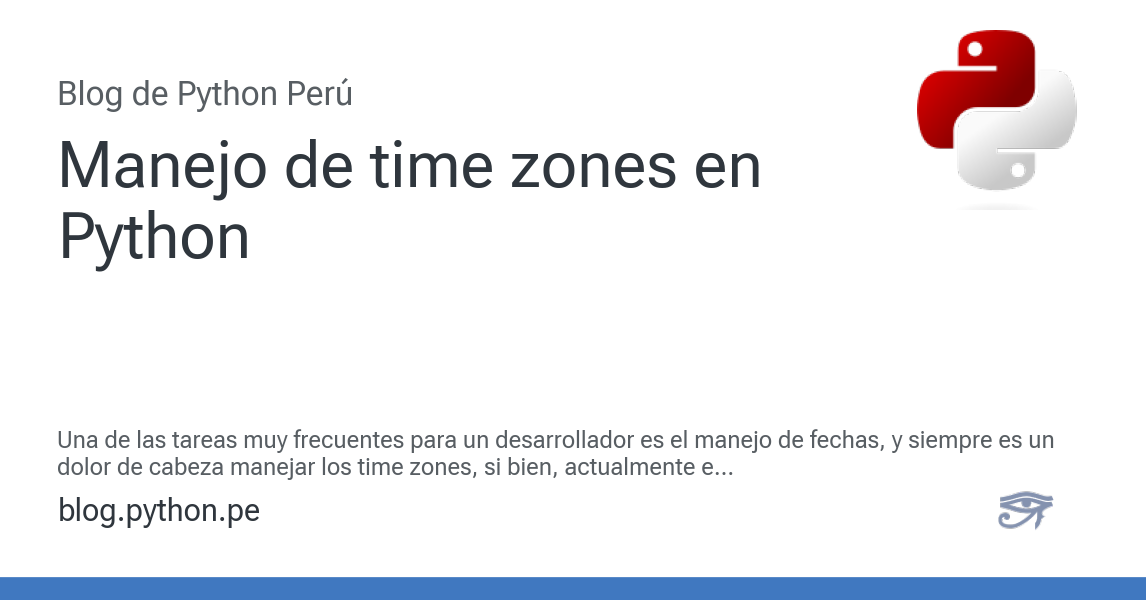 Blog de Python Perú
Manejo de time zones en
Python
Una de las tareas muy frecuentes para un desarrollador es el manejo de fechas, y siempre es un
dolor de cabeza manejar los time zones, si bien, actualmente e...
blog.python.pe